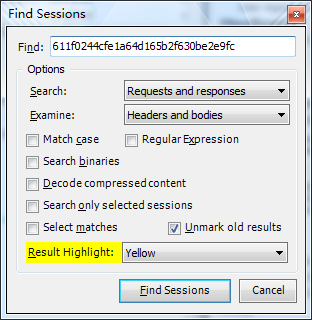 Find Sessions
Find: 611f0244cfe1a64d165b2f630be2e9fc
Options
Search: Requests and responses
Examine: Headers and bodies
Match case Regular Expression
Search binaries
Decode compressed content
Search only selected sessions
Select matches Unmark old results
Result Highlight: Yellow
Find Sessions Cancel